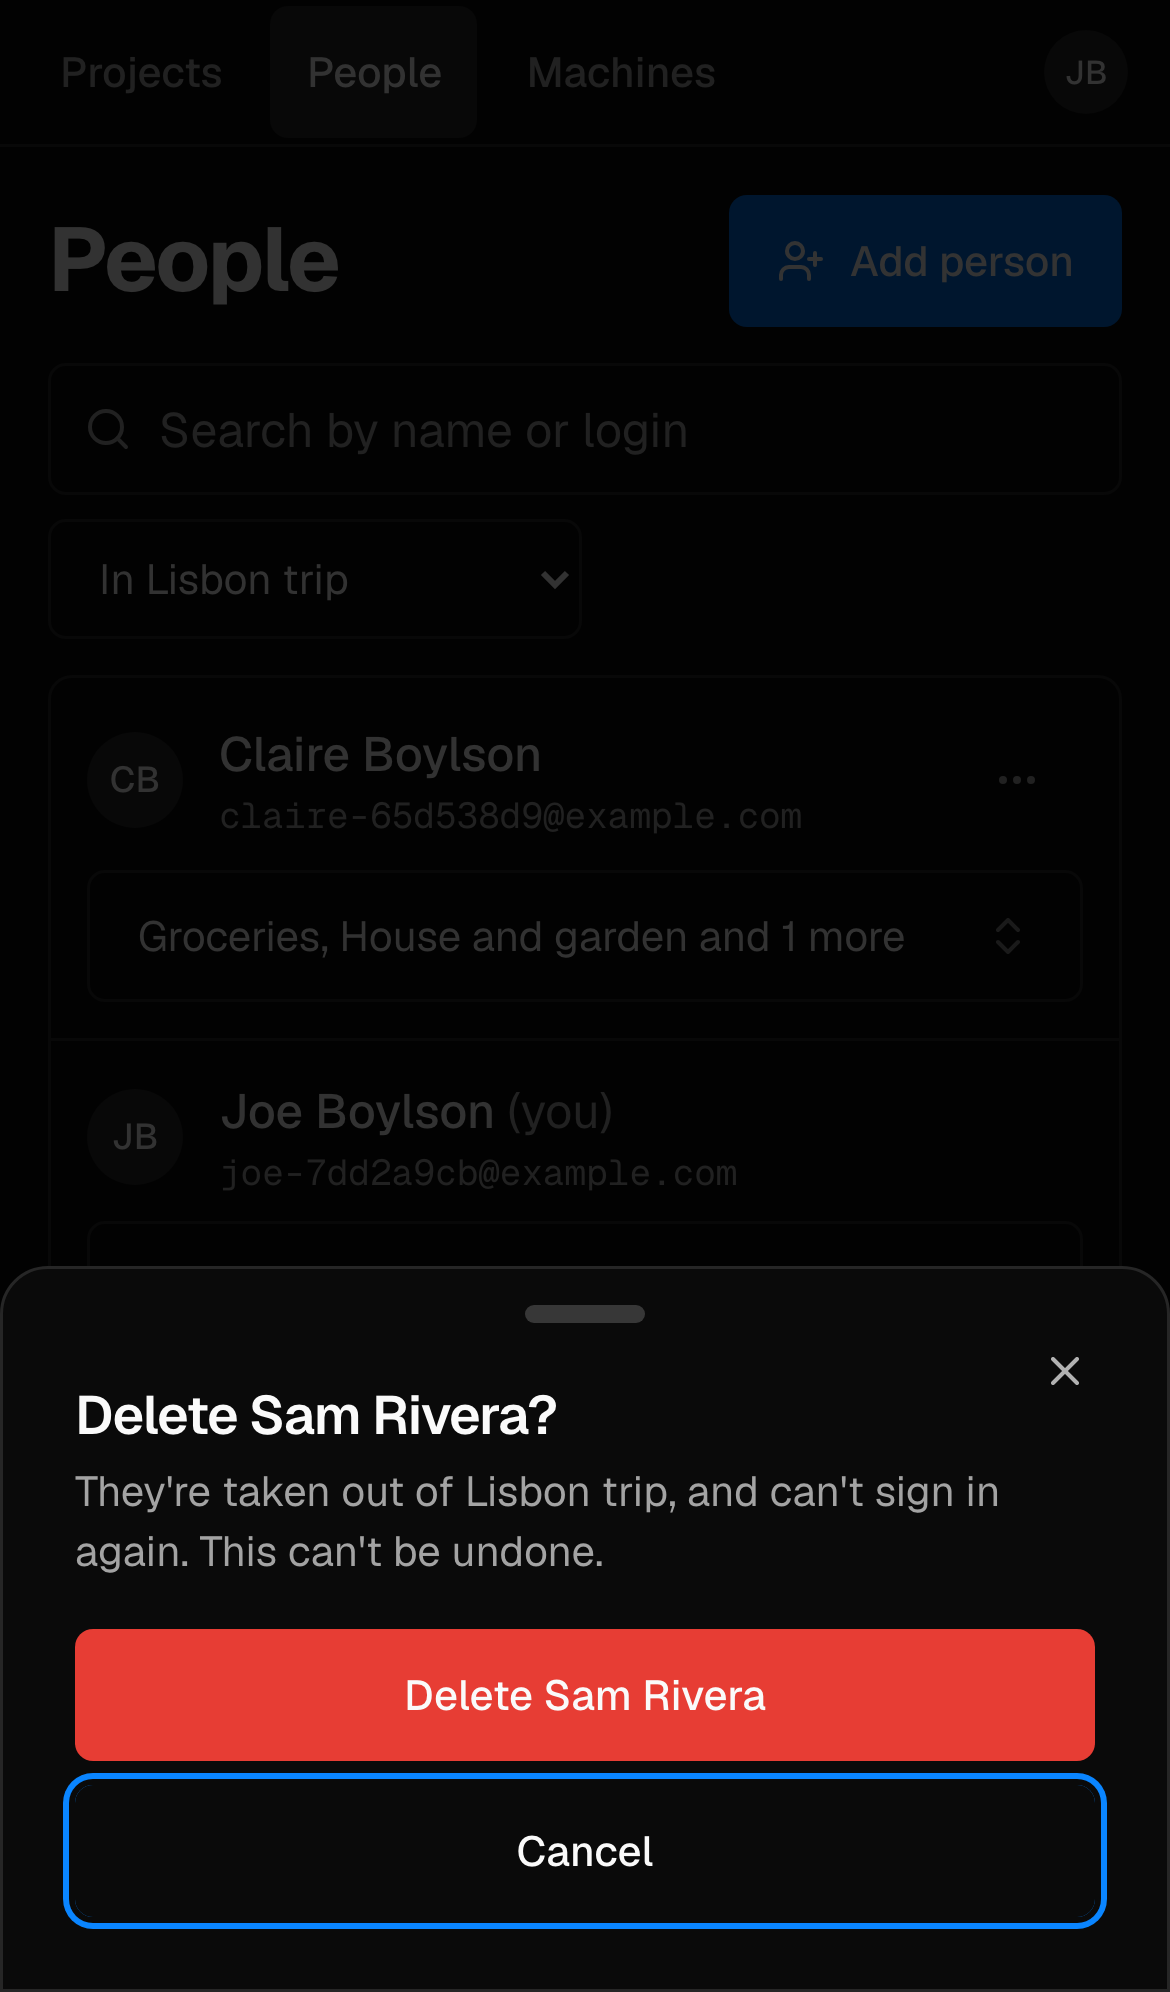 Projects
People
Machines
JB
People
Add person
Search by name or login
In Lisbon trip
CB
Claire Boylson
claire-65d538d9@example.com
Groceries, House and garden and 1 more
JB
Joe Boylson (you)
joe-7dd2a9cb@example.com
Delete Sam Rivera?
They're taken out of Lisbon trip, and can't sign in
again. This can't be undone.
Delete Sam Rivera
Cancel